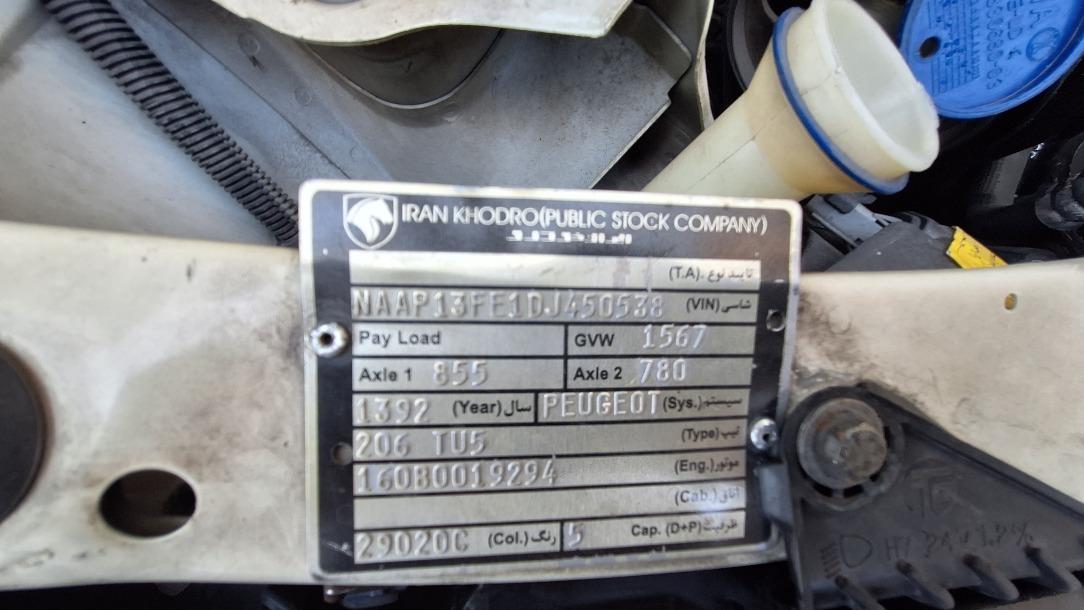 IRAN KHODRO(PUBLIC STOCK COMPANY)
تایید نوع .(T.A)
NAAP13FE1DJ450538 (VIN) شاسی
Pay Load
GVW 1567
Axle 1 855
Axle 2 780
1392 (Year) سال
PEUGEOT (Sys.) سیستم
206 TU5 (Type) تیپ
160B0019294 (Eng.) موتور
(Cab.) اتاق
29020C (Col.) رنگ
5 Cap. (D+P) ظرفیت